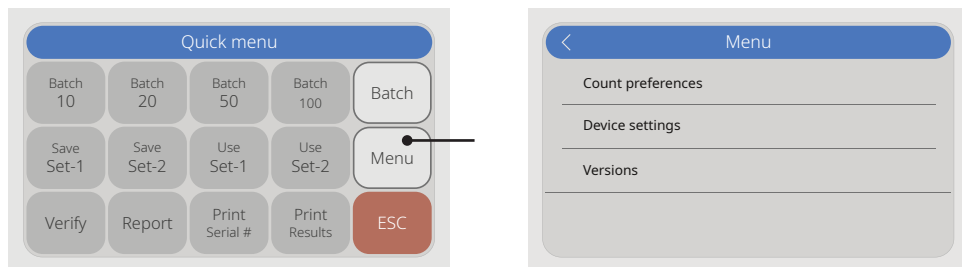 Quick menu
Batch
10
Batch
20
Batch
50
Batch
100
Batch
Save
Set-1
Save
Set-2
Use
Set-1
Use
Set-2
Menu
Verify
Report
Print
Serial #
Print
Results
ESC
Menu
Count preferences
Device settings
Versions